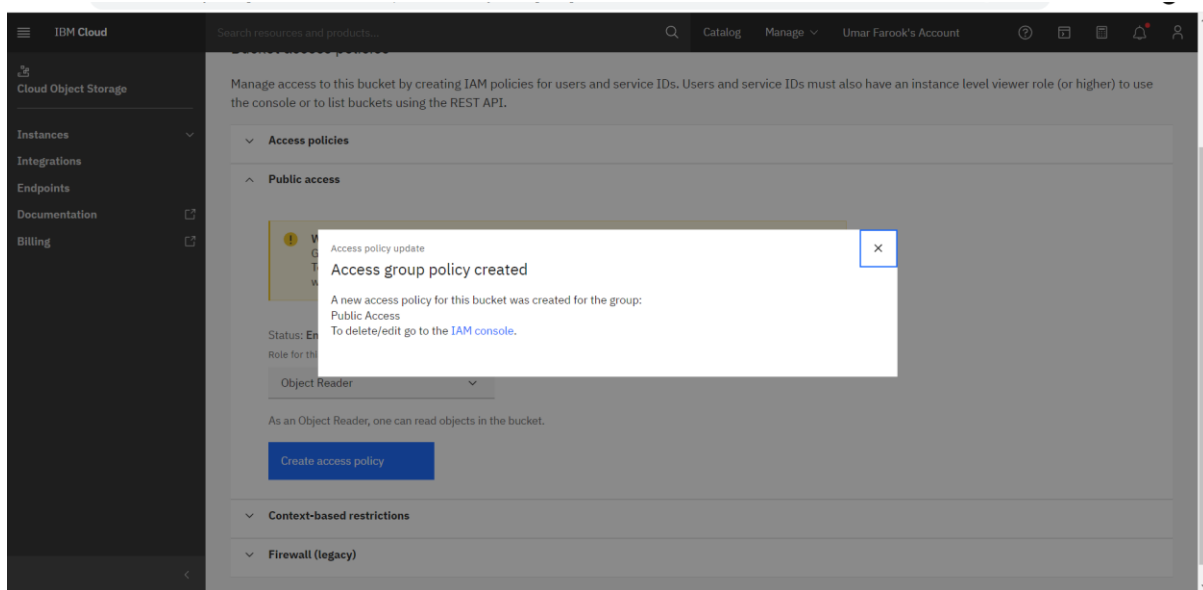 IBM Cloud
Search resources and products...
Catalog
Manage
Umar Farook's Account
Cloud Object Storage
Instances
Integrations
Endpoints
Documentation
Billing
Manage access to this bucket by creating IAM policies for users and service IDs. Users and service IDs must also have an instance level viewer role (or higher) to use
the console or to list buckets using the REST API.
Access policies
Public access
Access policy update
Access group policy created
A new access policy for this bucket was created for the group:
Public Access
To delete/edit go to the IAM console.
Status:
Role for
Object Reader
As an Object Reader, one can read objects in the bucket.
Create access policy
Context-based restrictions
Firewall (legacy)